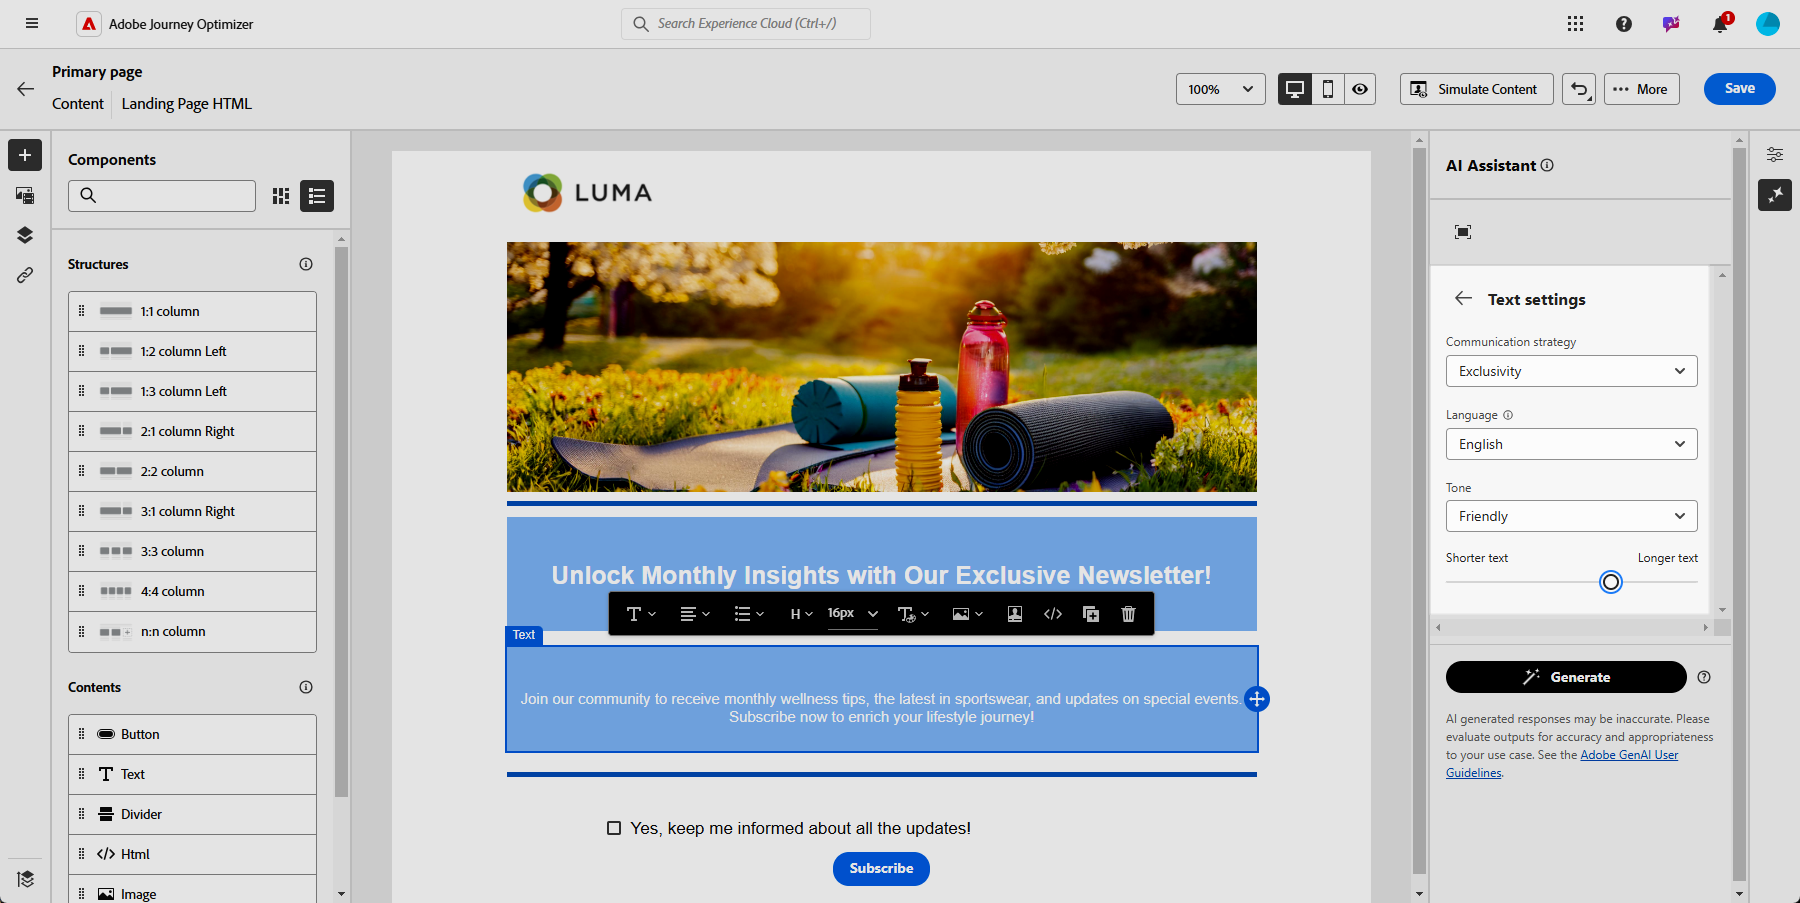 Adobe Journey Optimizer
Search Experience Cloud (Ctrl+/)
1
Primary page
Content
Landing Page HTML
100%
Simulate Content
More
Save
Components
Structures
1:1 column
1:2 column Left
1:3 column Left
2:1 column Right
2:2 column
3:1 column Right
3:3 column
4:4 column
n:n column
Contents
Button
Text
Divider
Html
Image
LUMA
Unlock Monthly Insights with Our Exclusive Newsletter!
16px
Text
Join our community to receive monthly wellness tips, the latest in sportswear, and updates on special events.
Subscribe now to enrich your lifestyle journey!
Yes, keep me informed about all the updates!
Subscribe
AI Assistant
Text settings
Communication strategy
Exclusivity
Language
English
Tone
Friendly
Shorter text
Longer text
Generate
AI generated responses may be inaccurate. Please
evaluate outputs for accuracy and appropriateness
to your use case. See the Adobe GenAI User
Guidelines.